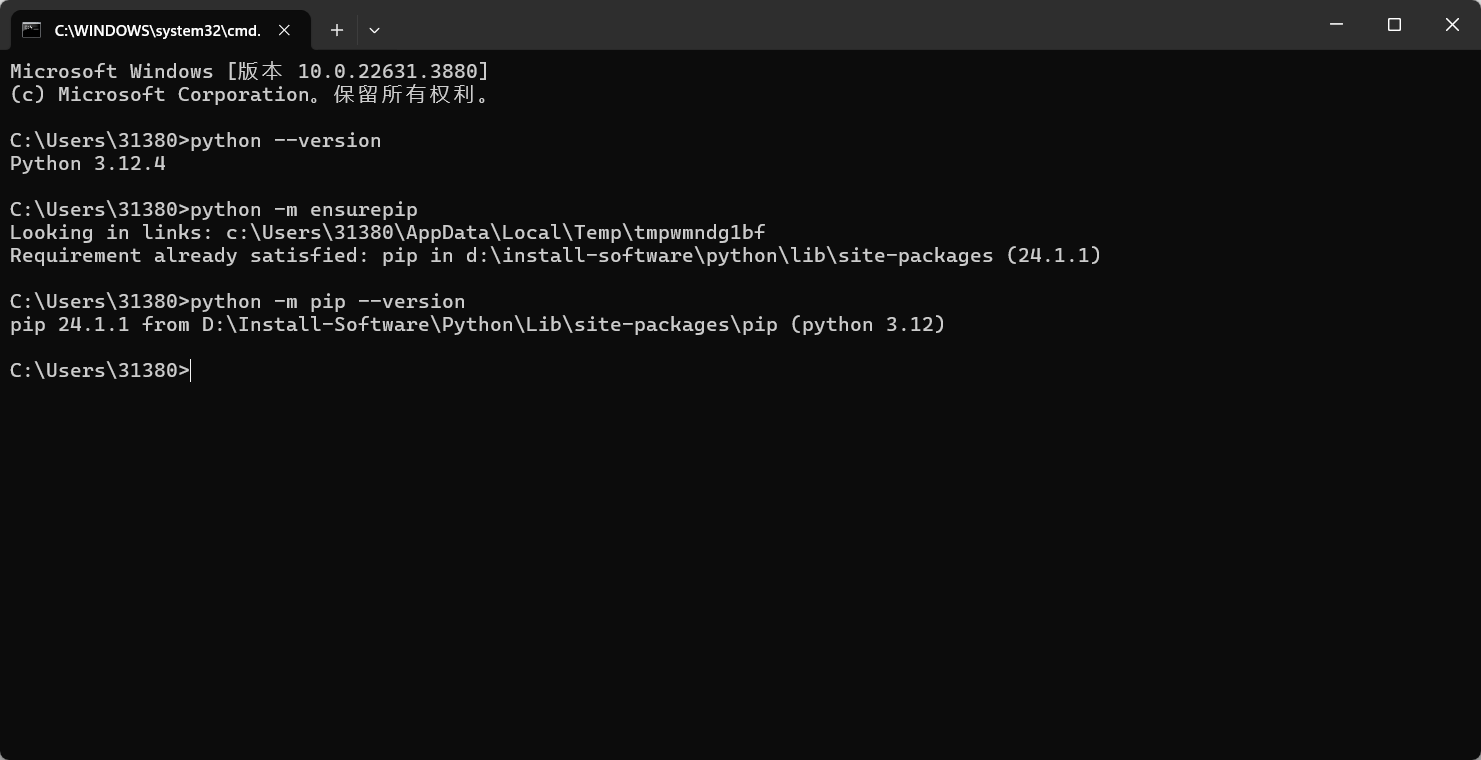 C:\WINDOWS\system32\cmd.
Microsoft Windows [版本 10.0.22631.3880]
(c) Microsoft Corporation。保留所有权利。
C:\Users\31380>python --version
Python 3.12.4
C:\Users\31380>python -m ensurepip
Looking in links: c:\Users\31380\AppData\Local\Temp\tmpwmndg1bf
Requirement already satisfied: pip in d:\install-software\python\lib\site-packages (24.1.1)
C:\Users\31380>python -m pip --version
pip 24.1.1 from D:\Install-Software\Python\Lib\site-packages\pip (python 3.12)
C:\Users\31380>